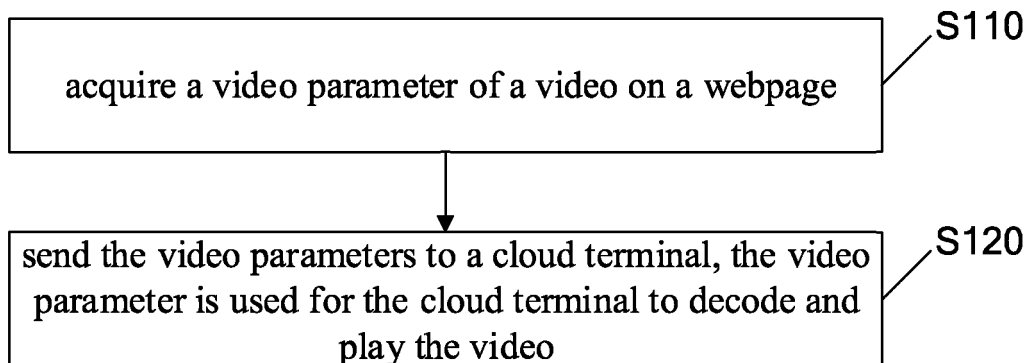 S110
acquire a video parameter of a video on a webpage
S120
send the video parameters to a cloud terminal, the video
parameter is used for the cloud terminal to decode and
play the video